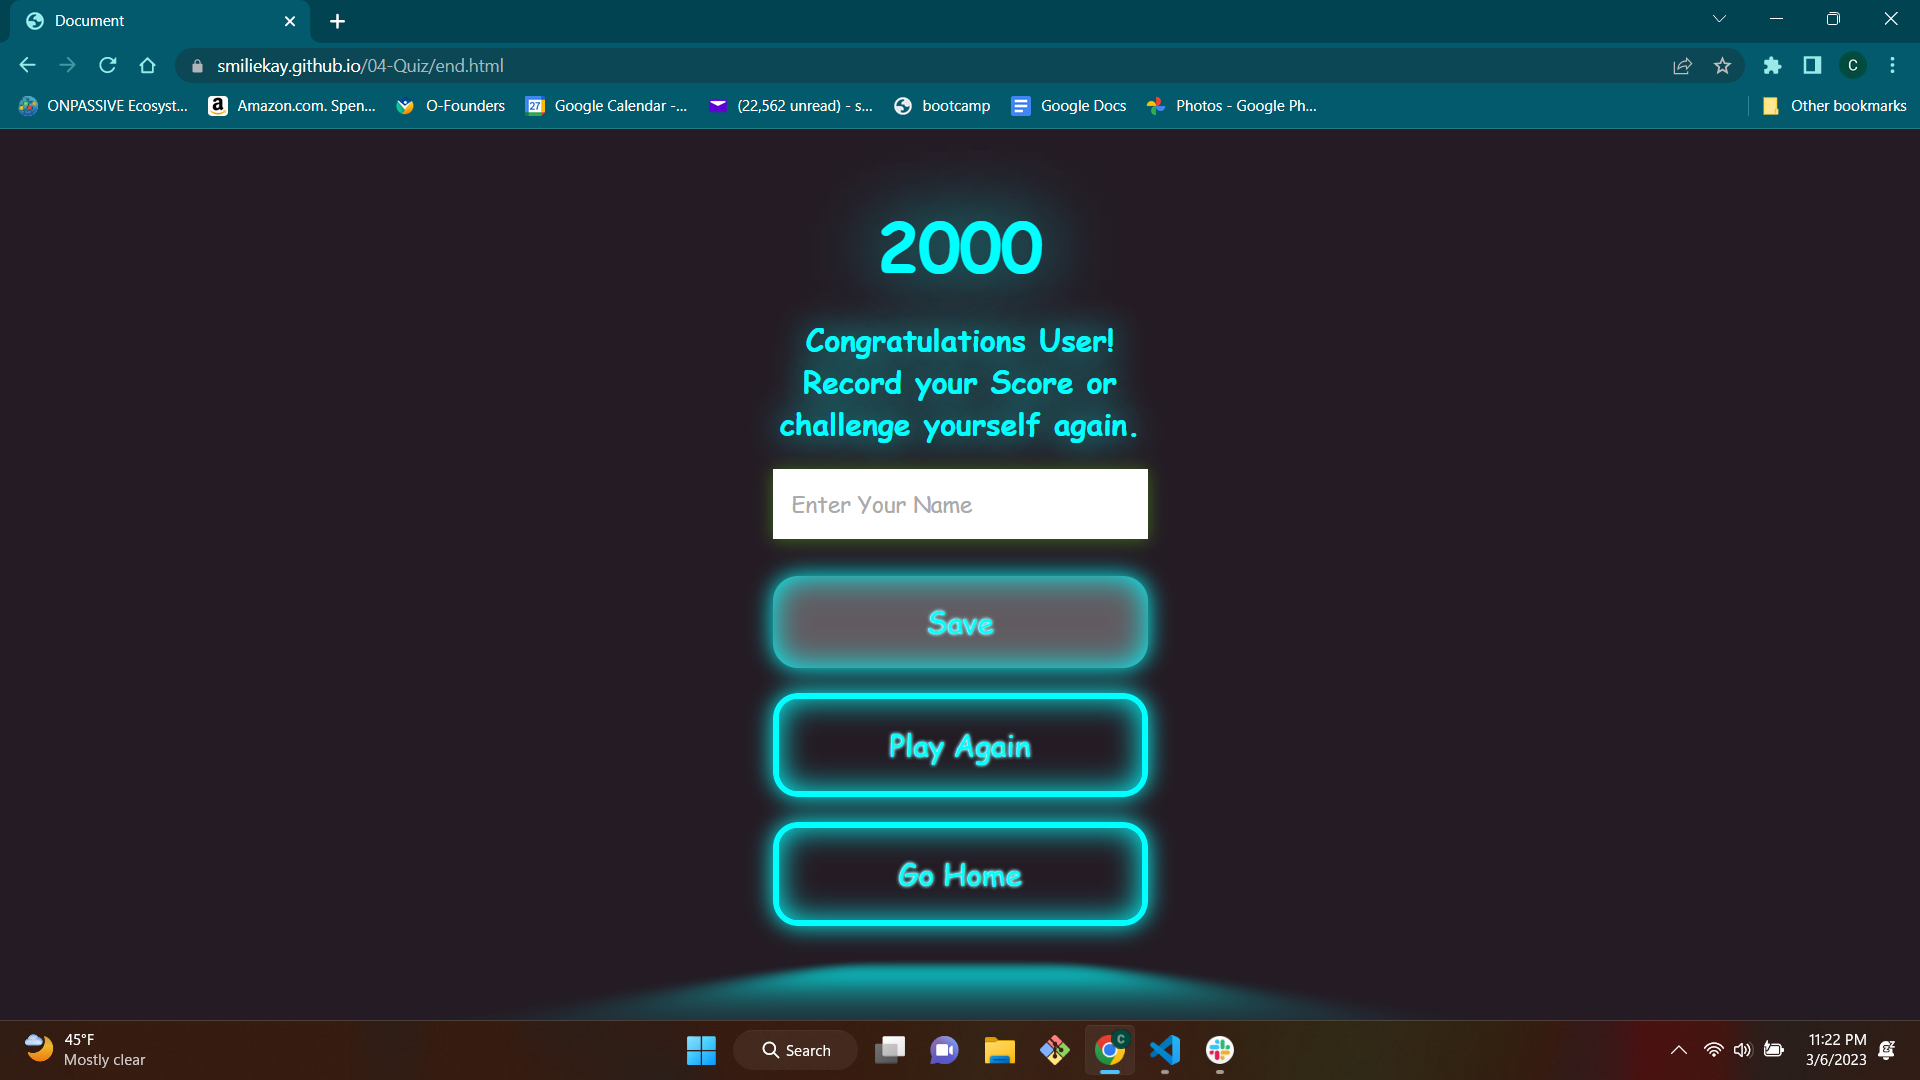 Document
smiliekay.github.io/04-Quiz/end.html
C
ONPASSIVE Ecosyst...
a
Amazon.com. Spen...
O-Founders
27
Google Calendar -...
(22,562 unread) - s...
bootcamp
Google Docs
Photos - Google Ph...
Other bookmarks
2000
Congratulations User!
Record your Score or
challenge yourself again.
Enter Your Name
Save
Play Again
Go Home
45°F
Mostly clear
Search
C
11:22 PM
3/6/2023